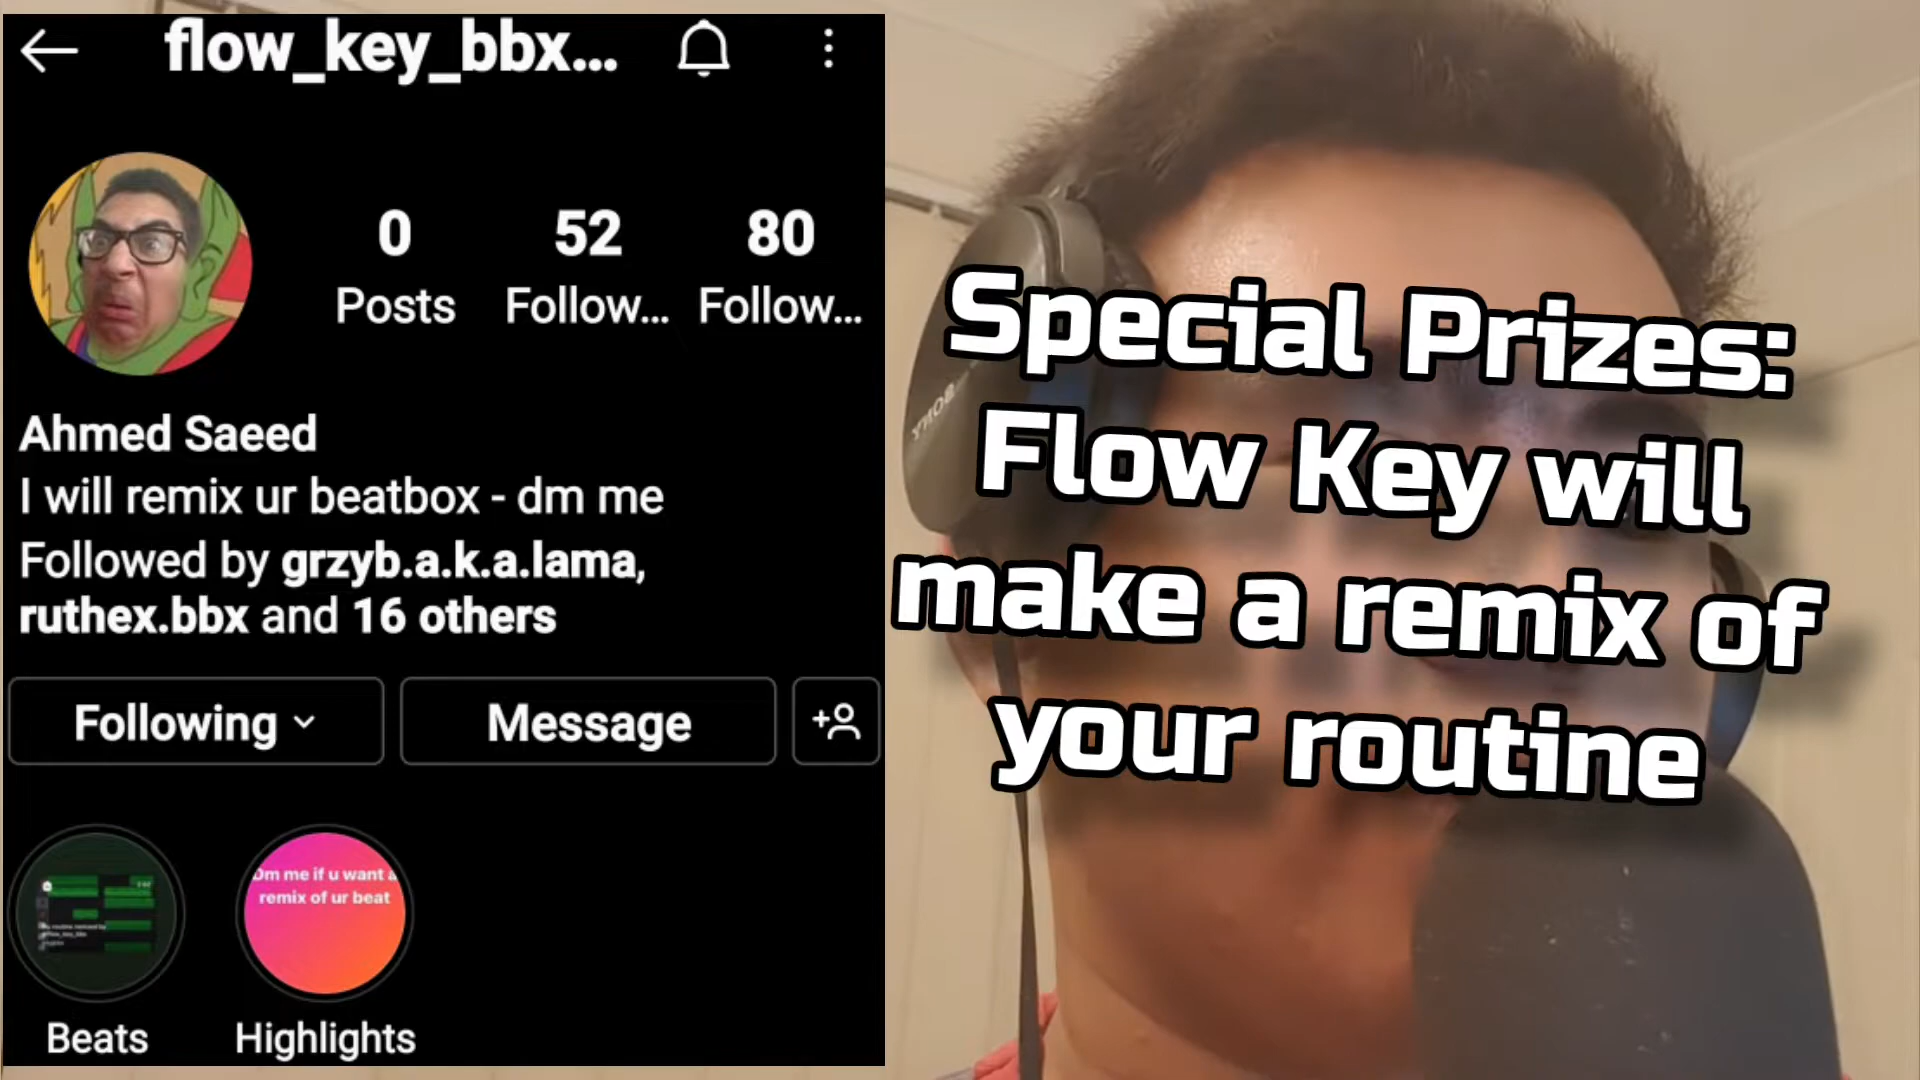 flow_key_bbx...
0
Posts
52
Follow...
80
Follow...
Ahmed Saeed
I will remix ur beatbox - dm me
Followed by grzyb.a.k.a.lama,
ruthex.bbx and 16 others
Following
Message
Dm me if u want a
remix of ur beat
Beats
Highlights
SONY
Special Prizes:
Flow Key will
make a remix of
your routine